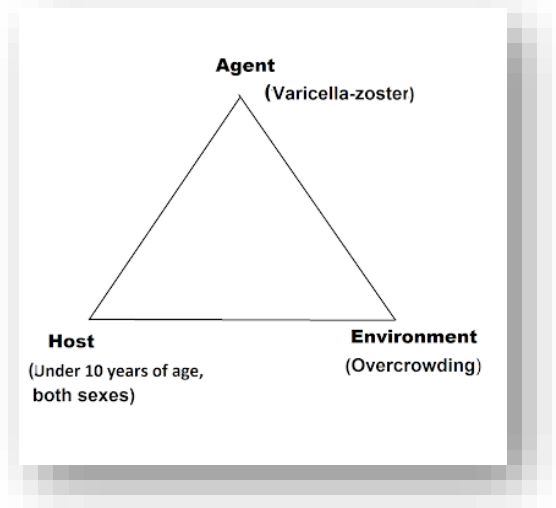 Agent
(Varicella-zoster)
Host
(Under 10 years of age,
both sexes)
Environment
(Overcrowding)